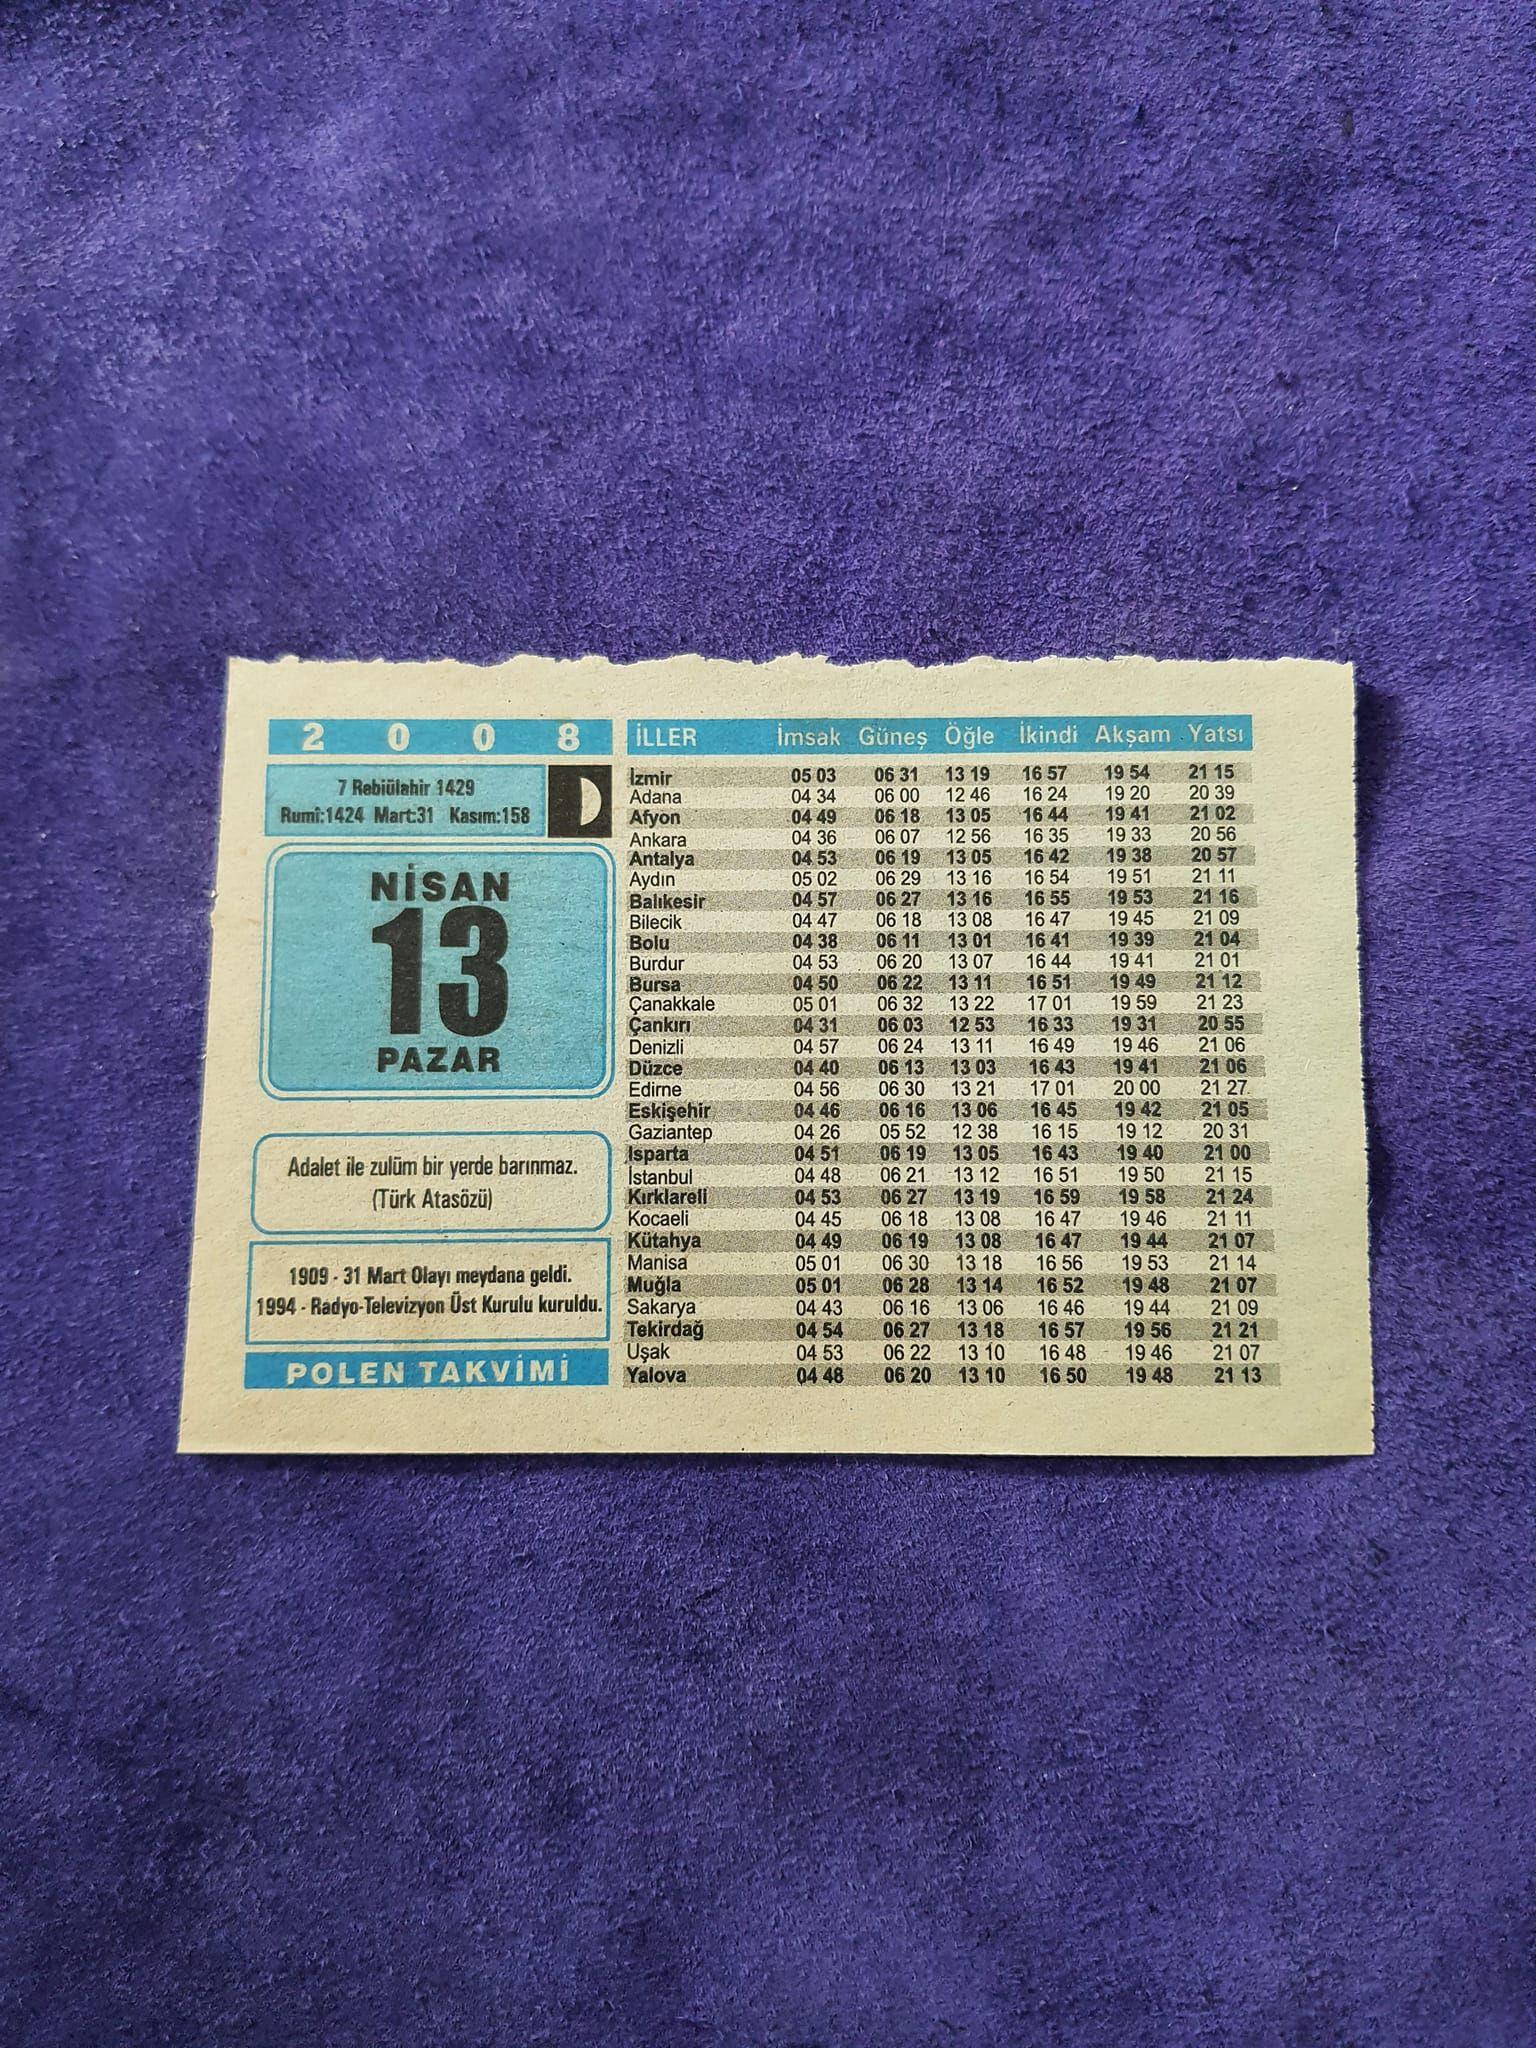 2 0 0 8
7 Rebiülahir 1429
Rumî:1424 Mart:31 Kasım:158
NİSAN
13
PAZAR
Adalet ile zulüm bir yerde barınmaz.
(Türk Atasözü)
1909 - 31 Mart Olayı meydana geldi.
1994 - Radyo-Televizyon Üst Kurulu kuruldu.
POLEN TAKVİMİ
İLLER İmsak Güneş Öğle İkindi Akşam Yatsı
İzmir 05 03 06 31 13 19 16 57 19 54 21 15
Adana 04 34 06 00 12 46 16 24 19 20 20 39
Afyon 04 49 06 18 13 05 16 44 19 41 21 02
Ankara 04 36 06 07 12 56 16 35 19 33 20 56
Antalya 04 53 06 19 13 05 16 42 19 38 20 57
Aydın 05 02 06 29 13 16 16 54 19 51 21 11
Balıkesir 04 57 06 27 13 16 16 55 19 53 21 16
Bilecik 04 47 06 18 13 08 16 47 19 45 21 09
Bolu 04 38 06 11 13 01 16 41 19 39 21 04
Burdur 04 53 06 20 13 07 16 44 19 41 21 01
Bursa 04 50 06 22 13 11 16 51 19 49 21 12
Çanakkale 05 01 06 32 13 22 17 01 19 59 21 23
Çankırı 04 31 06 03 12 53 16 33 19 31 20 55
Denizli 04 57 06 24 13 11 16 49 19 46 21 06
Düzce 04 40 06 13 13 03 16 43 19 41 21 06
Edirne 04 56 06 30 13 21 17 01 20 00 21 27
Eskişehir 04 46 06 16 13 06 16 45 19 42 21 05
Gaziantep 04 26 05 52 12 38 16 15 19 12 20 31
Isparta 04 51 06 19 13 05 16 43 19 40 21 00
İstanbul 04 48 06 21 13 12 16 51 19 50 21 15
Kırklareli 04 53 06 27 13 19 16 59 19 58 21 24
Kocaeli 04 45 06 18 13 08 16 47 19 46 21 11
Kütahya 04 49 06 19 13 08 16 47 19 44 21 07
Manisa 05 01 06 30 13 18 16 56 19 53 21 14
Muğla 05 01 06 28 13 14 16 52 19 48 21 07
Sakarya 04 43 06 16 13 06 16 46 19 44 21 09
Tekirdağ 04 54 06 27 13 18 16 57 19 56 21 21
Uşak 04 53 06 22 13 10 16 48 19 46 21 07
Yalova 04 48 06 20 13 10 16 50 19 48 21 13